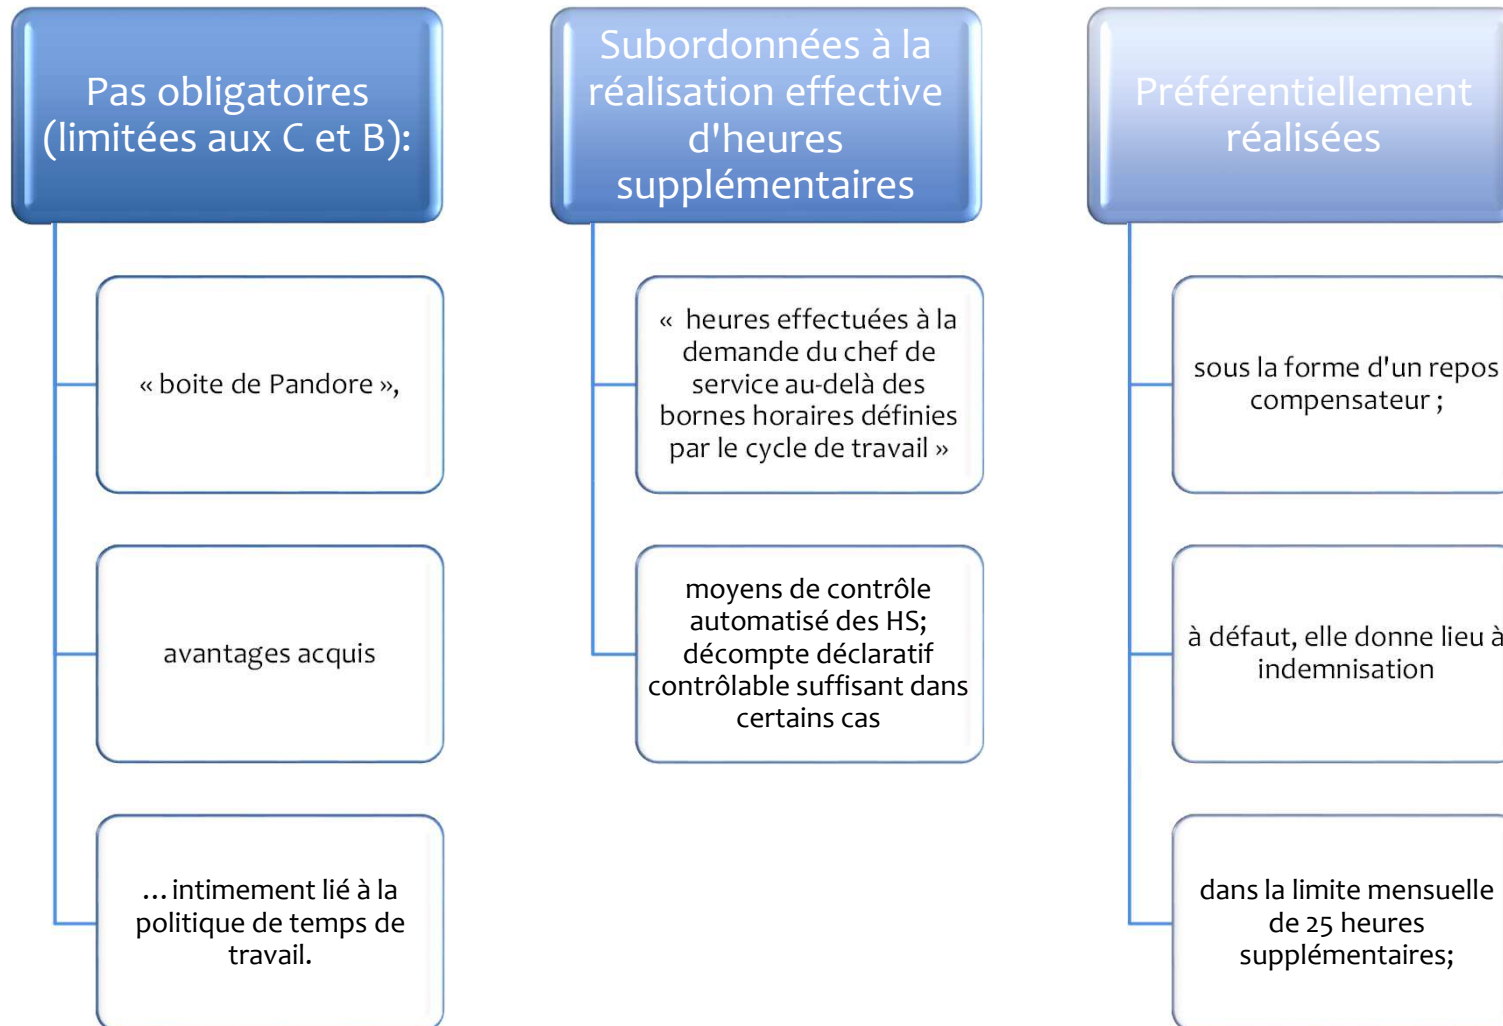 Pas obligatoires
(limitées aux C et B):
« boite de Pandore »,
avantages acquis
…intimement lié à la
politique de temps de
travail.
Subordonnées à la
réalisation effective
d'heures
supplémentaires
« heures effectuées à la
demande du chef de
service au-delà des
bornes horaires définies
par le cycle de travail »
moyens de contrôle
automatisé des HS;
décompte déclaratif
contrôlable suffisant dans
certains cas
Préférentiellement
réalisées
sous la forme d'un repos
compensateur ;
à défaut, elle donne lieu à
indemnisation
dans la limite mensuelle
de 25 heures
supplémentaires;